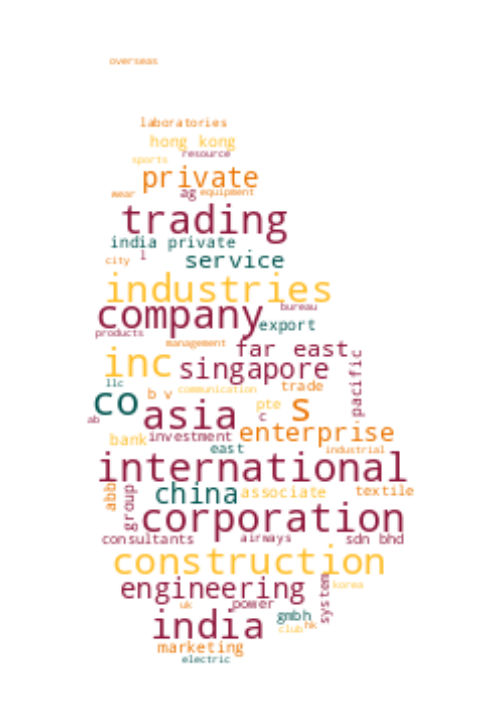 overseas
laboratories
hong kong
resource
sports
private
wear
ag
equipment
trading
india private
l
service
city
industries
company
bureau
export
products
management
far east
inc
singapore
pacific
llc
trade
communication
b v
co
s
pte
asia
c
ab
enterprise
bank
investment
east
industrial
international
china
associate
textile
abb
group
corporation
consultants
airways
sdn bhd
construction
engineering
system
korea
power
uk
gmbh
india
hk
club
marketing
electric